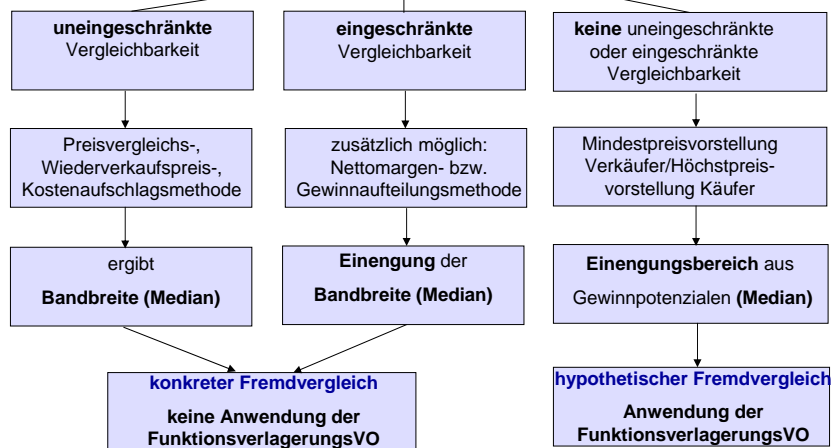 uneingeschränkte
Vergleichbarkeit
eingeschränkte
Vergleichbarkeit
keine uneingeschränkte
oder eingeschränkte
Vergleichbarkeit
Preisvergleichs-,
Wiederverkaufspreis-,
Kostenaufschlagsmethode
zusätzlich möglich:
Nettomargen- bzw.
Gewinnaufteilungsmethode
Mindestpreisvorstellung
Verkäufer/Höchstpreis-
vorstellung Käufer
ergibt
Bandbreite (Median)
Einengung der
Bandbreite (Median)
Einengungsbereich aus
Gewinnpotenzialen (Median)
konkreter Fremdvergleich
keine Anwendung der
FunktionsverlagerungsVO
hypothetischer Fremdvergleich
Anwendung der
FunktionsverlagerungsVO